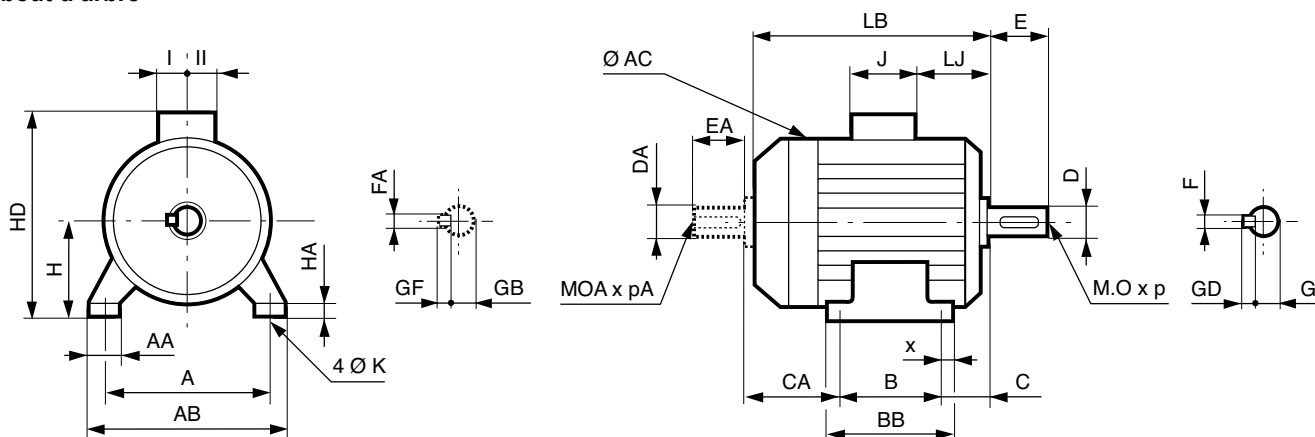 bout d'arbre
I II
HD
H
HA
AA
A
AB
4 Ø K
FA
GF GB
LB E
Ø AC J LJ
EA
DA
D
MOA x pA
M.O x p
x
CA B C
BB
F
GD G